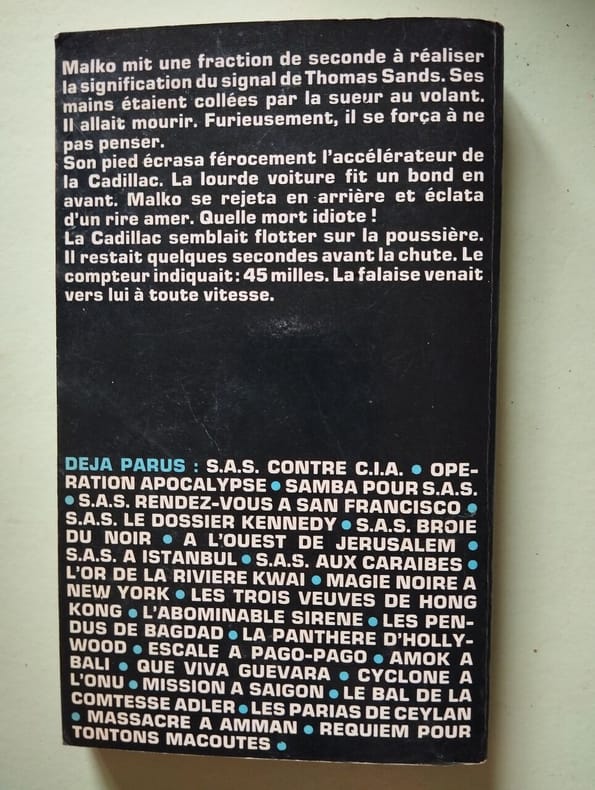 Malko mit une fraction de seconde à réaliser
la signification du signal de Thomas Sands. Ses
mains étaient collées par la sueur au volant.
Il allait mourir. Furieusement, il se força à ne
pas penser.
Son pied écrasa férocement l'accélérateur de
la Cadillac. La lourde voiture fit un bond en
avant. Malko se rejeta en arrière et éclata
d'un rire amer. Quelle mort idiote !
La Cadillac semblait flotter sur la poussière.
Il restait quelques secondes avant la chute. Le
compteur indiquait : 45 milles. La falaise venait
vers lui à toute vitesse.
DEJA PARUS : S.A.S. CONTRE C.I.A. • OPE-
RATION APOCALYPSE • SAMBA POUR S.A.S.
• S.A.S. RENDEZ-VOUS A SAN FRANCISCO •
S.A.S. LE DOSSIER KENNEDY • S.A.S. BROIE
DU NOIR • A L'OUEST DE JERUSALEM •
S.A.S. A ISTANBUL • S.A.S. AUX CARAIBES •
L'OR DE LA RIVIERE KWAI • MAGIE NOIRE A
NEW YORK • LES TROIS VEUVES DE HONG
KONG • L'ABOMINABLE SIRENE • LES PEN-
DUS DE BAGDAD • LA PANTHERE D'HOLLY-
WOOD • ESCALE A PAGO-PAGO • AMOK A
BALI • QUE VIVA GUEVARA • CYCLONE A
L'ONU • MISSION A SAIGON • LE BAL DE LA
COMTESSE ADLER • LES PARIAS DE CEYLAN
• MASSACRE A AMMAN • REQUIEM POUR
TONTONS MACOUTES •